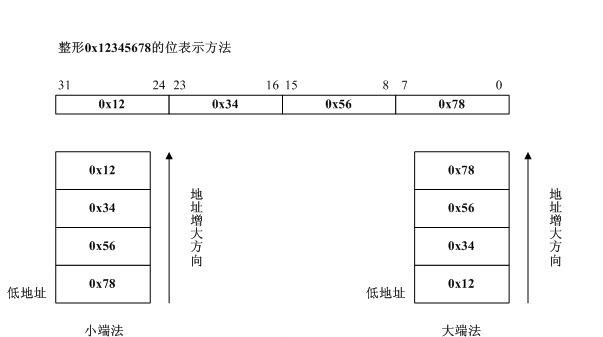 整形0x12345678的位表示方法
31 24 23 16 15 8 7 0
0x12 0x34 0x56 0x78
0x12
0x34
0x56
0x78
地址增大方向
低地址
小端法
0x78
0x56
0x34
0x12
地址增大方向
低地址
大端法